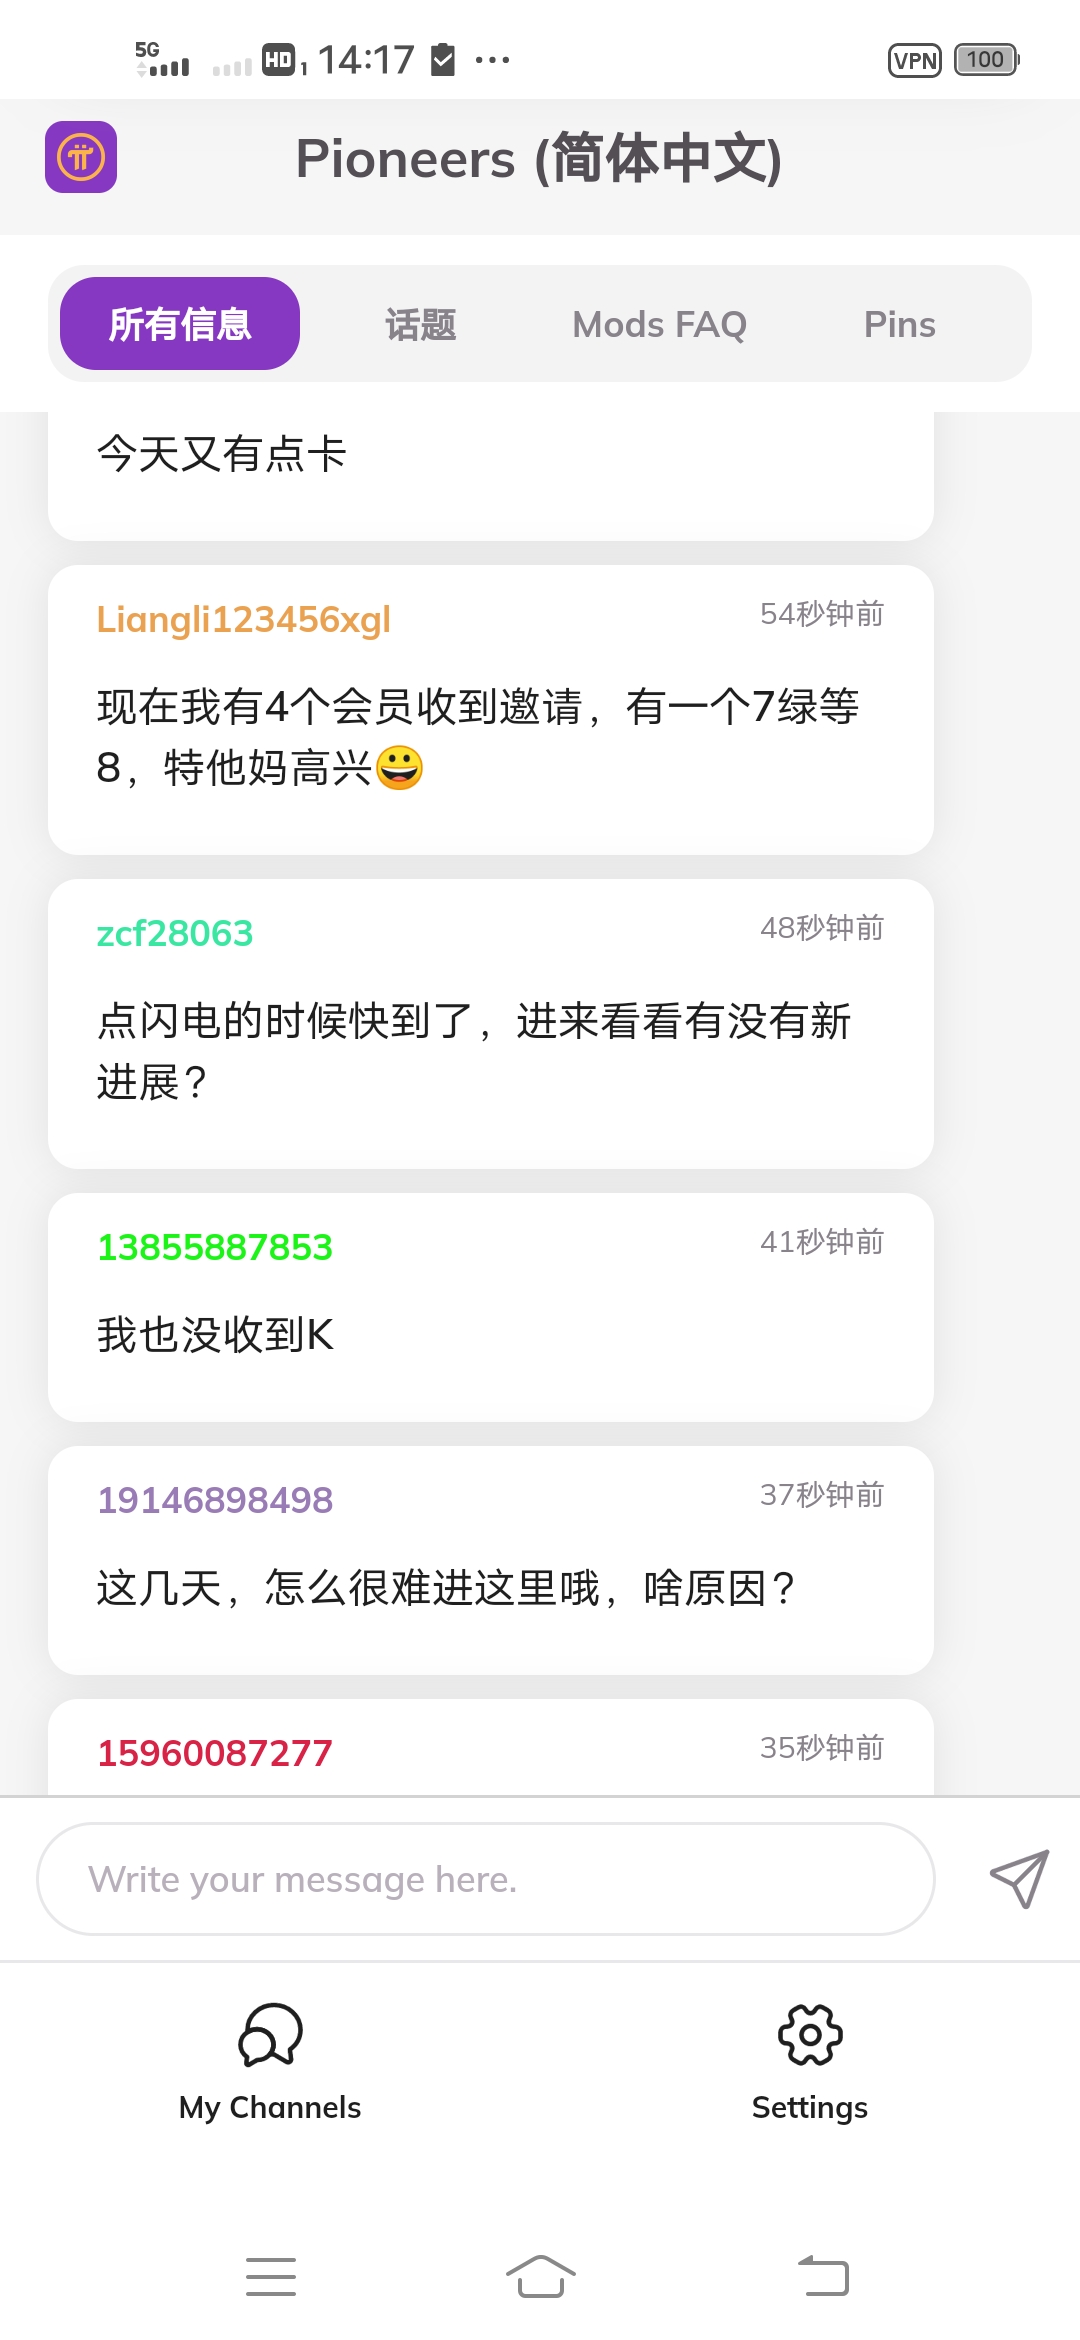 5G HD 1 14:17 ... VPN 100
Pioneers (简体中文)
所有信息 话题 Mods FAQ Pins
今天又有点卡
Liangli123456xgl 54秒钟前
现在我有4个会员收到邀请，有一个7绿等
8，特他妈高兴😀
zcf28063 48秒钟前
点闪电的时候快到了，进来看看有没有新
进展？
13855887853 41秒钟前
我也没收到K
19146898498 37秒钟前
这几天，怎么很难进这里哦，啥原因？
15960087277 35秒钟前
Write your message here.
My Channels Settings